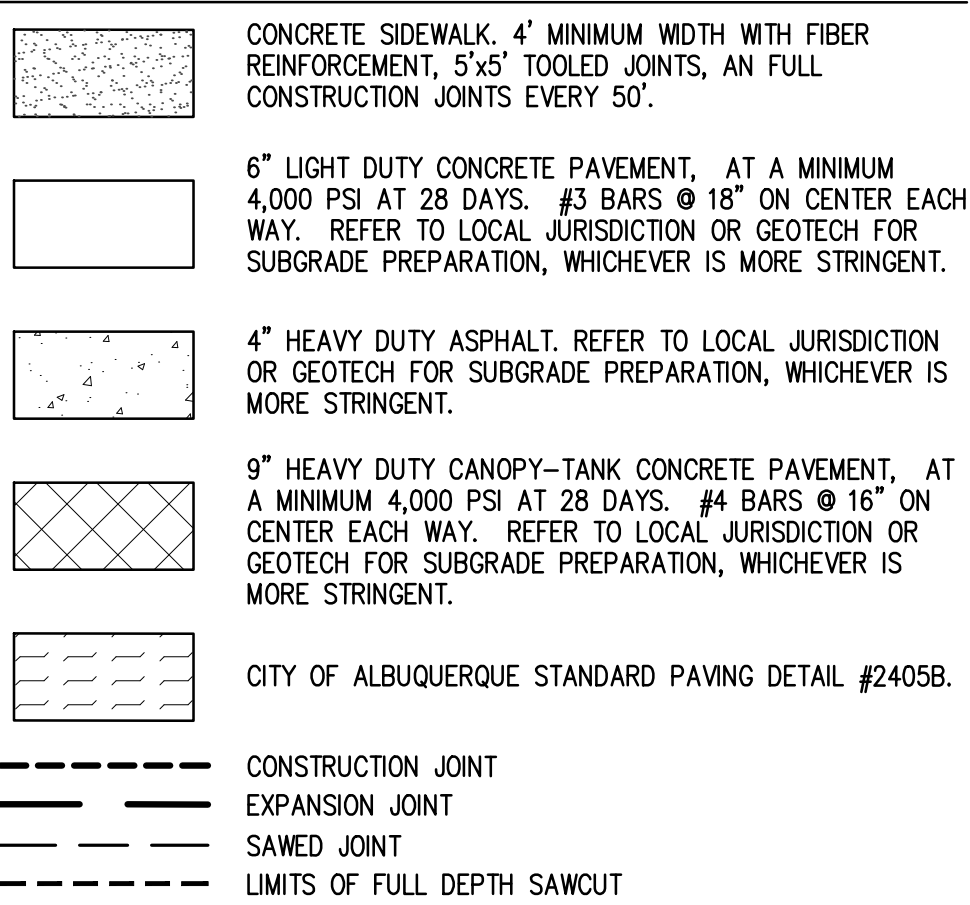 CONCRETE SIDEWALK. 4' MINIMUM WIDTH WITH FIBER
REINFORCEMENT, 5'x5' TOOLED JOINTS, AN FULL
CONSTRUCTION JOINTS EVERY 50'.
6" LIGHT DUTY CONCRETE PAVEMENT, AT A MINIMUM
4,000 PSI AT 28 DAYS. #3 BARS @ 18" ON CENTER EACH
WAY. REFER TO LOCAL JURISDICTION OR GEOTECH FOR
SUBGRADE PREPARATION, WHICHEVER IS MORE STRINGENT.
4" HEAVY DUTY ASPHALT. REFER TO LOCAL JURISDICTION
OR GEOTECH FOR SUBGRADE PREPARATION, WHICHEVER IS
MORE STRINGENT.
9" HEAVY DUTY CANOPY-TANK CONCRETE PAVEMENT, AT
A MINIMUM 4,000 PSI AT 28 DAYS. #4 BARS @ 16" ON
CENTER EACH WAY. REFER TO LOCAL JURISDICTION OR
GEOTECH FOR SUBGRADE PREPARATION, WHICHEVER IS
MORE STRINGENT.
CITY OF ALBUQUERQUE STANDARD PAVING DETAIL #2405B.
CONSTRUCTION JOINT
EXPANSION JOINT
SAWED JOINT
LIMITS OF FULL DEPTH SAWCUT